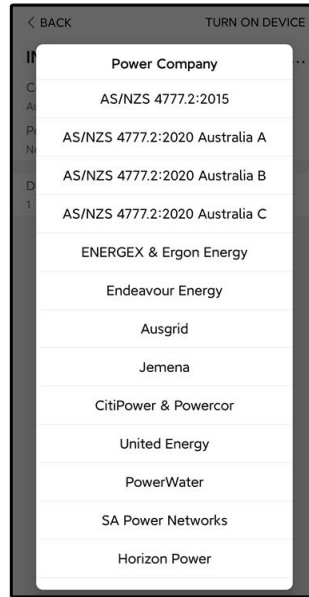 < BACK TURN ON DEVICE
Power Company
AS/NZS 4777.2:2015
AS/NZS 4777.2:2020 Australia A
AS/NZS 4777.2:2020 Australia B
AS/NZS 4777.2:2020 Australia C
ENERGEX & Ergon Energy
Endeavour Energy
Ausgrid
Jemena
CitiPower & Powercor
United Energy
PowerWater
SA Power Networks
Horizon Power